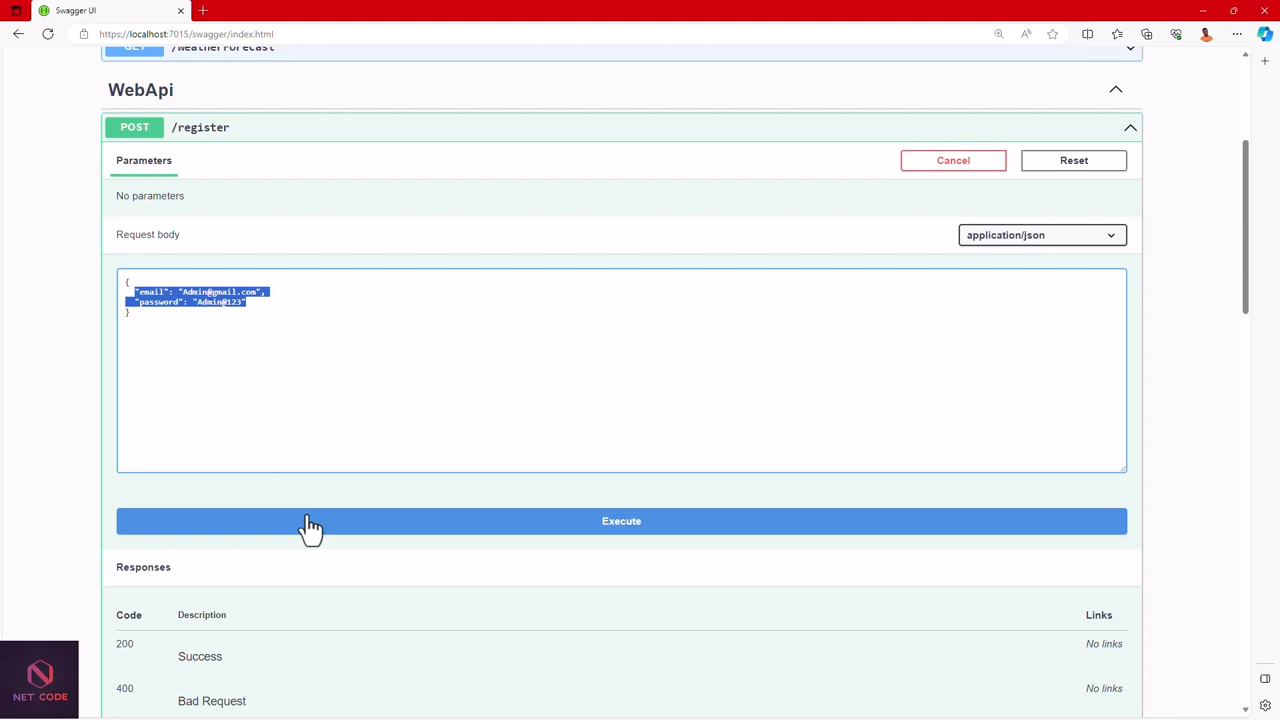 Swagger UI
https://localhost:7015/swagger/index.html
GET /WeatherForecast
WebApi
POST /register
Parameters
Cancel
Reset
No parameters
Request body
application/json
{
"email": "Admin@gmail.com",
"password": "Admin@123"
}
Execute
Responses
Code Description Links
200 Success No links
400 Bad Request No links
NET CODE